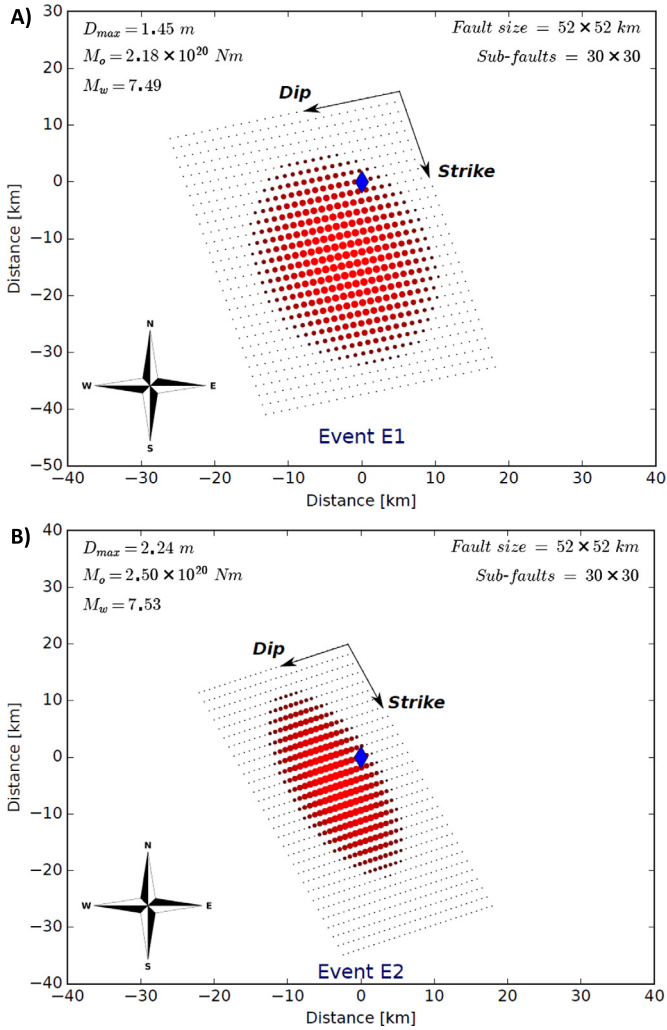 A)
D_max = 1.45 m
M_o = 2.18 × 10^20 Nm
M_w = 7.49
Fault size = 52 × 52 km
Sub-faults = 30 × 30
Dip
Strike
30
20
10
0
−10
−20
−30
−40
−50
Distance [km]
N
W
E
S
Event E1
−40
−30
−20
−10
0
10
20
30
40
Distance [km]
B)
D_max = 2.24 m
M_o = 2.50 × 10^20 Nm
M_w = 7.53
Fault size = 52 × 52 km
Sub-faults = 30 × 30
Dip
Strike
40
30
20
10
0
−10
−20
−30
−40
Distance [km]
N
W
E
S
Event E2
−40
−30
−20
−10
0
10
20
30
40
Distance [km]